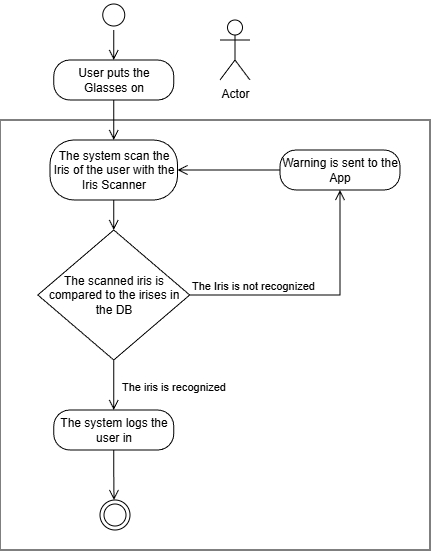 User puts the
Glasses on
Actor
The system scan the
Iris of the user with the
Iris Scanner
Warning is sent to the
App
The scanned iris is
compared to the irises in
the DB
The Iris is not recognized
The iris is recognized
The system logs the
user in